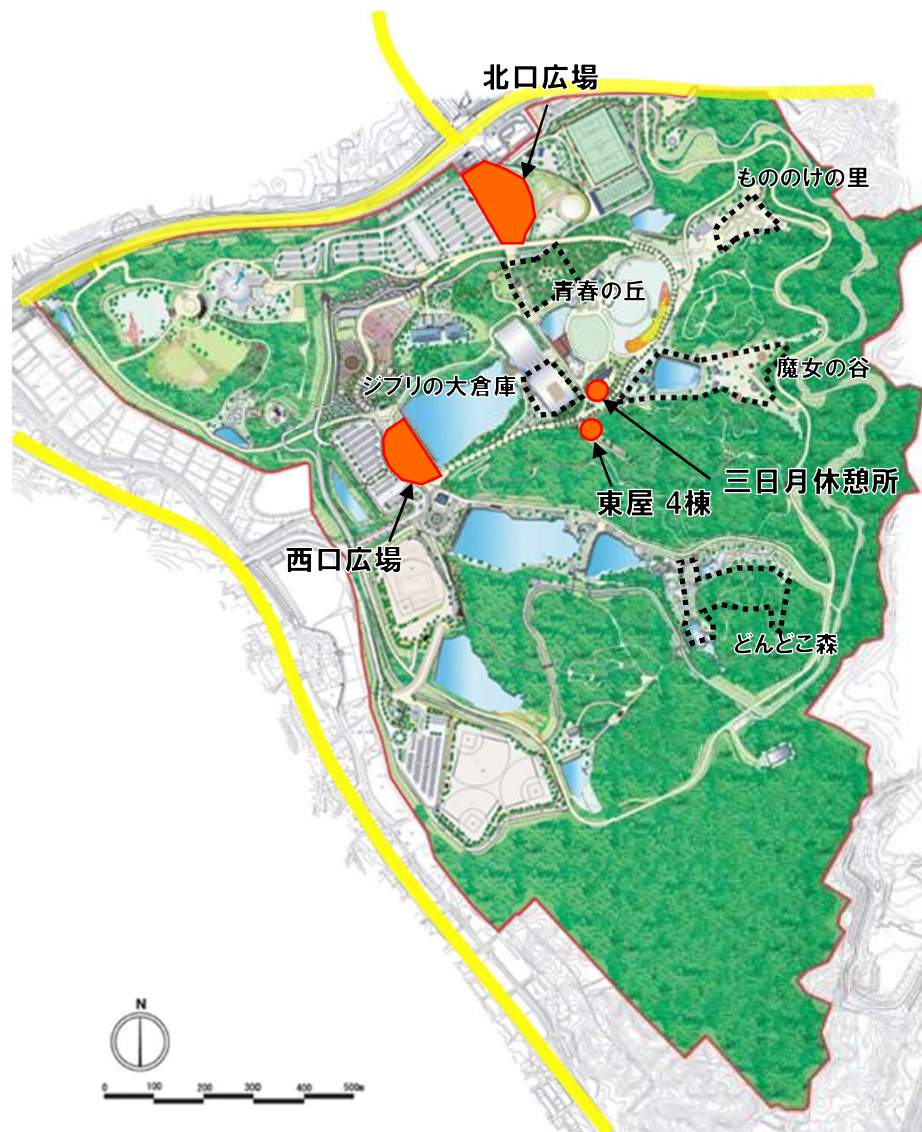 北口広場
もののけの里
青春の丘
魔女の谷
ジブリの大倉庫
三日月休憩所
東屋 4棟
西口広場
どんどこ森
N
0 100 200 300 400 500m